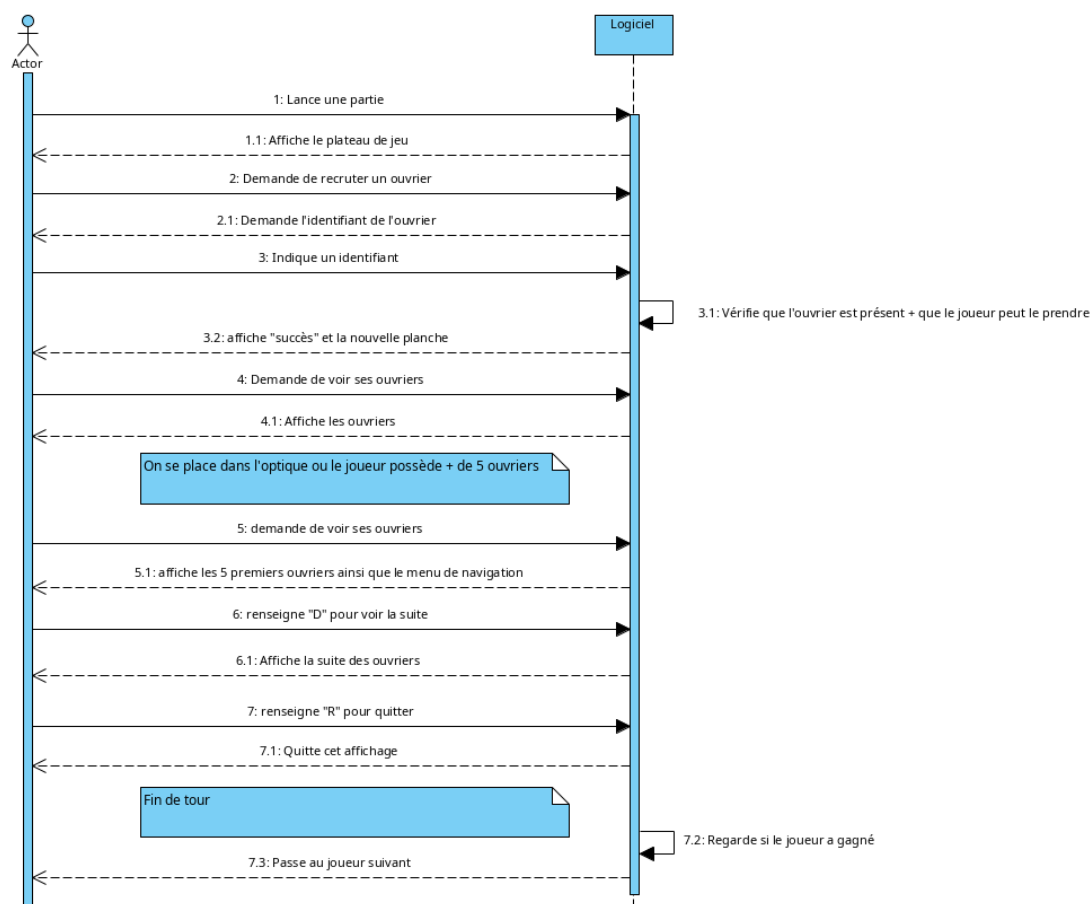 Logiciel
Actor
1: Lance une partie
1.1: Affiche le plateau de jeu
2: Demande de recruter un ouvrier
2.1: Demande l'identifiant de l'ouvrier
3: Indique un identifiant
3.1: Vérifie que l'ouvrier est présent + que le joueur peut le prendre
3.2: affiche "succès" et la nouvelle planche
4: Demande de voir ses ouvriers
4.1: Affiche les ouvriers
On se place dans l'optique ou le joueur possède + de 5 ouvriers
5: demande de voir ses ouvriers
5.1: affiche les 5 premiers ouvriers ainsi que le menu de navigation
6: renseigne "D" pour voir la suite
6.1: Affiche la suite des ouvriers
7: renseigne "R" pour quitter
7.1: Quitte cet affichage
Fin de tour
7.2: Regarde si le joueur a gagné
7.3: Passe au joueur suivant